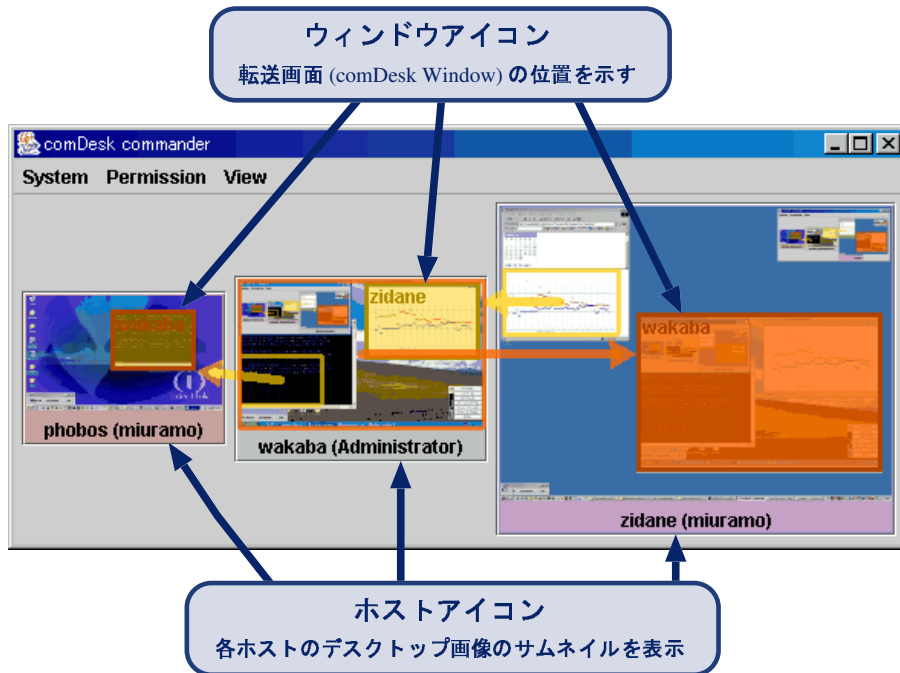 ウィンドウアイコン
転送画面 (comDesk Window) の位置を示す
comDesk commander
System Permission View
zidane
wakaba
phobos (miuramo)
wakaba (Administrator)
zidane (miuramo)
ホストアイコン
各ホストのデスクトップ画像のサムネイルを表示